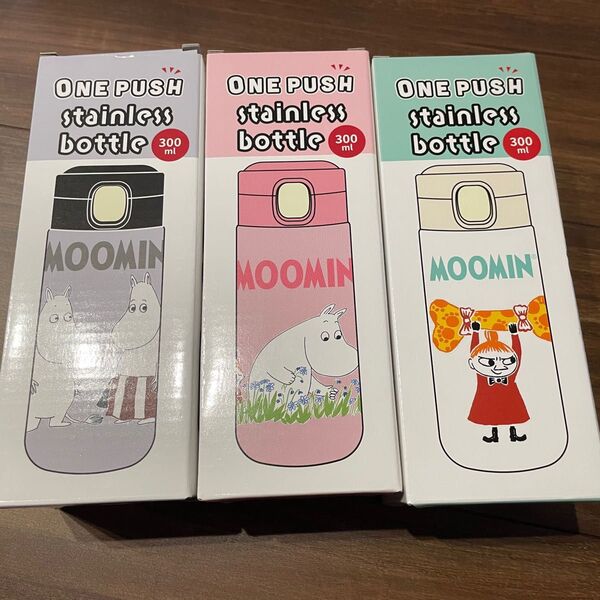 ONE PUSH
stainless
bottle
300
ml
MOOMIN
ONE PUSH
stainless
bottle
300
ml
MOOMIN
ONE PUSH
stainless
bottle
300
ml
MOOMIN